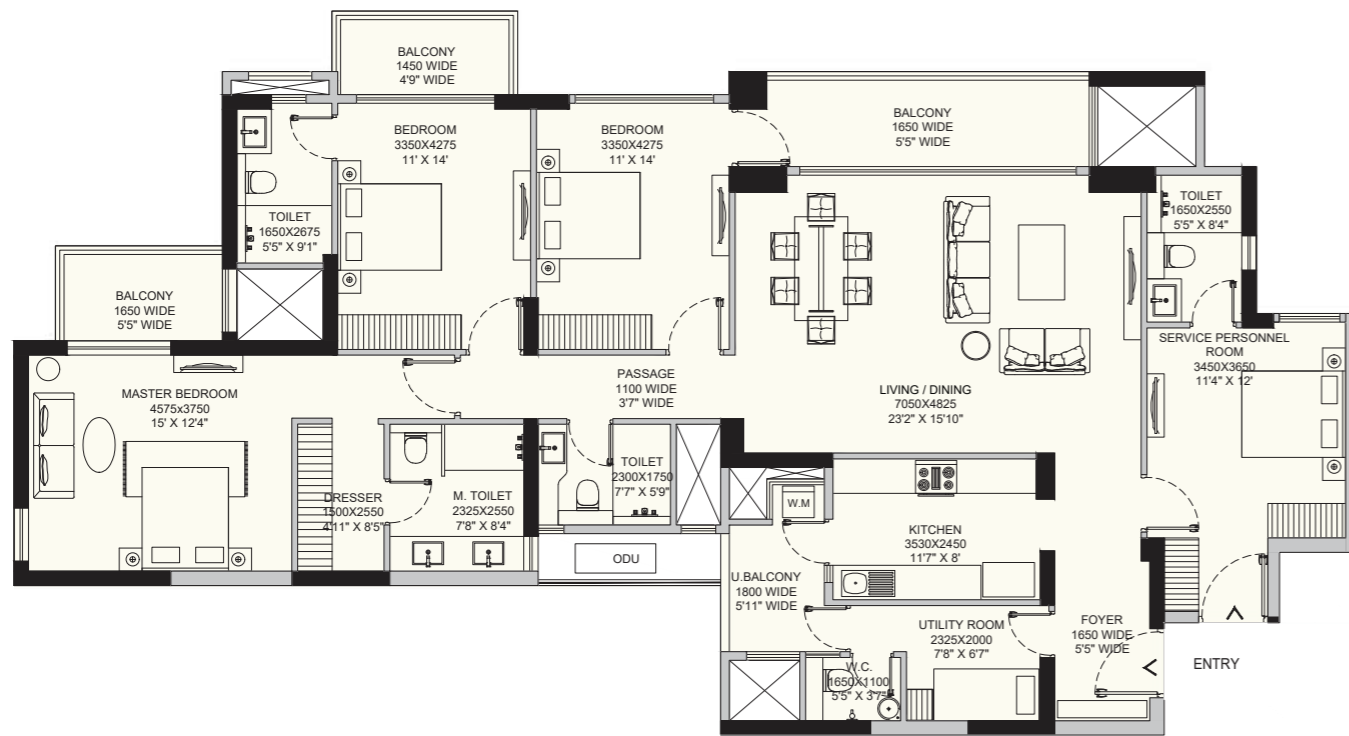 BALCONY
1450 WIDE
4'9" WIDE
BEDROOM
3350X4275
11' X 14'
BEDROOM
3350X4275
11' X 14'
BALCONY
1650 WIDE
5'5" WIDE
TOILET
1650X2675
5'5" X 9'1"
TOILET
1650X2550
5'5" X 8'4"
BALCONY
1650 WIDE
5'5" WIDE
SERVICE PERSONNEL
ROOM
3450X3650
11'4" X 12'
MASTER BEDROOM
4575x3750
15' X 12'4"
PASSAGE
1100 WIDE
3'7" WIDE
LIVING / DINING
7050X4825
23'2" X 15'10"
DRESSER
1500X2550
4'11" X 8'5"
M. TOILET
2325X2550
7'8" X 8'4"
TOILET
2300X1750
7'7" X 5'9"
W.M
KITCHEN
3530X2450
11'7" X 8'
ODU
U.BALCONY
1800 WIDE
5'11" WIDE
UTILITY ROOM
2325X2000
7'8" X 6'7"
FOYER
1650 WIDE
5'5" WIDE
ENTRY
W.C.
1650X1100
5'5" X 3'7"